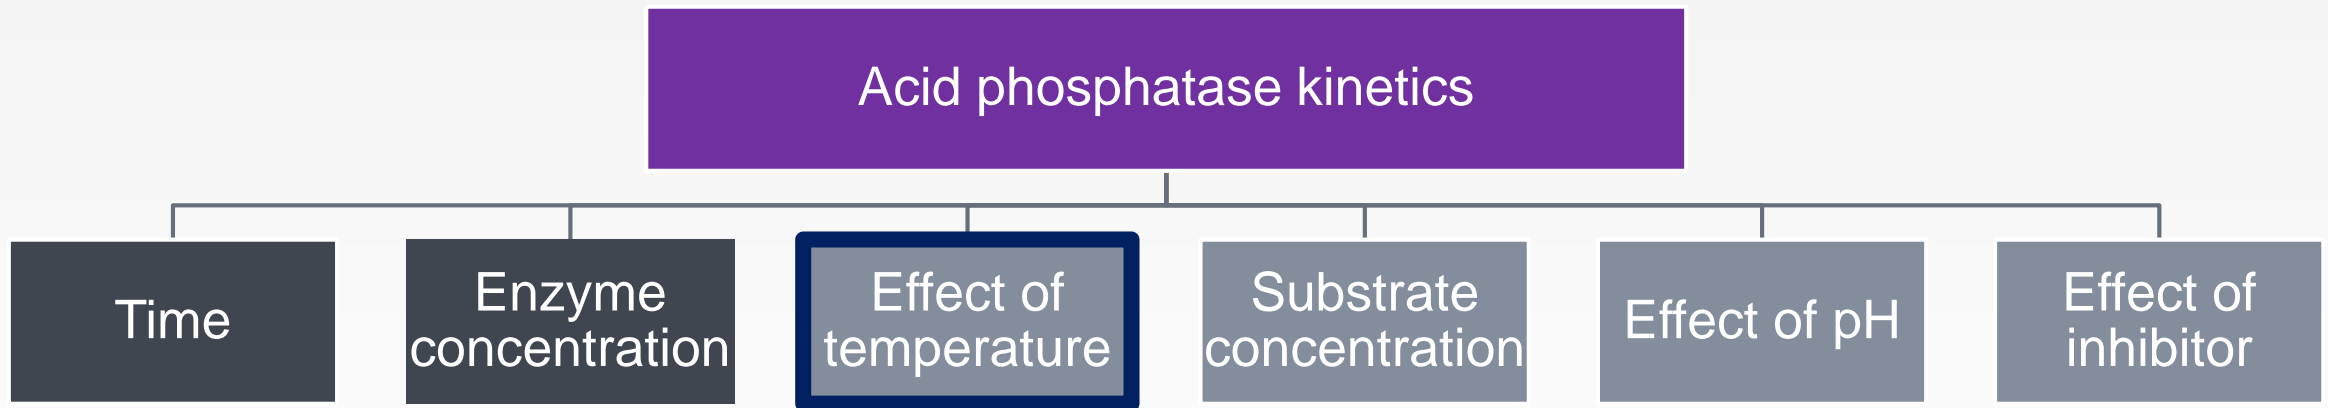 Acid phosphatase kinetics
Time
Enzyme
concentration
Effect of
temperature
Substrate
concentration
Effect of pH
Effect of
inhibitor